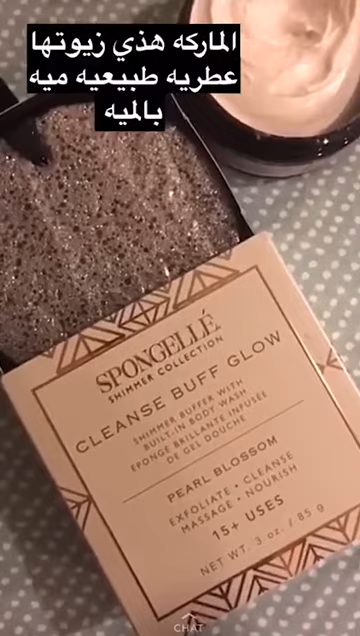 الماركه هذي زيوتها
عطريه طبيعيه ميه
بالميه
SPONGELLÉ
SHIMMER COLLECTION
CLEANSE BUFF GLOW
SHIMMER BUFFER WITH
BUILT-IN BODY WASH
EPONGE BRILLANTE INFUSÉE
DE GEL DOUCHE
PEARL BLOSSOM
EXFOLIATE • CLEANSE
MASSAGE • NOURISH
15+ USES
NET WT. 3 oz. / 85 g
CHAT